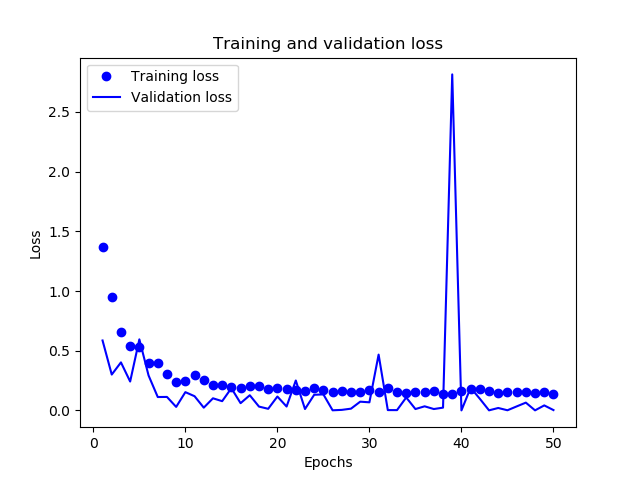 Training and validation loss
Training loss
Validation loss
2.5
2.0
1.5
1.0
0.5
0.0
Loss
0 10 20 30 40 50
Epochs